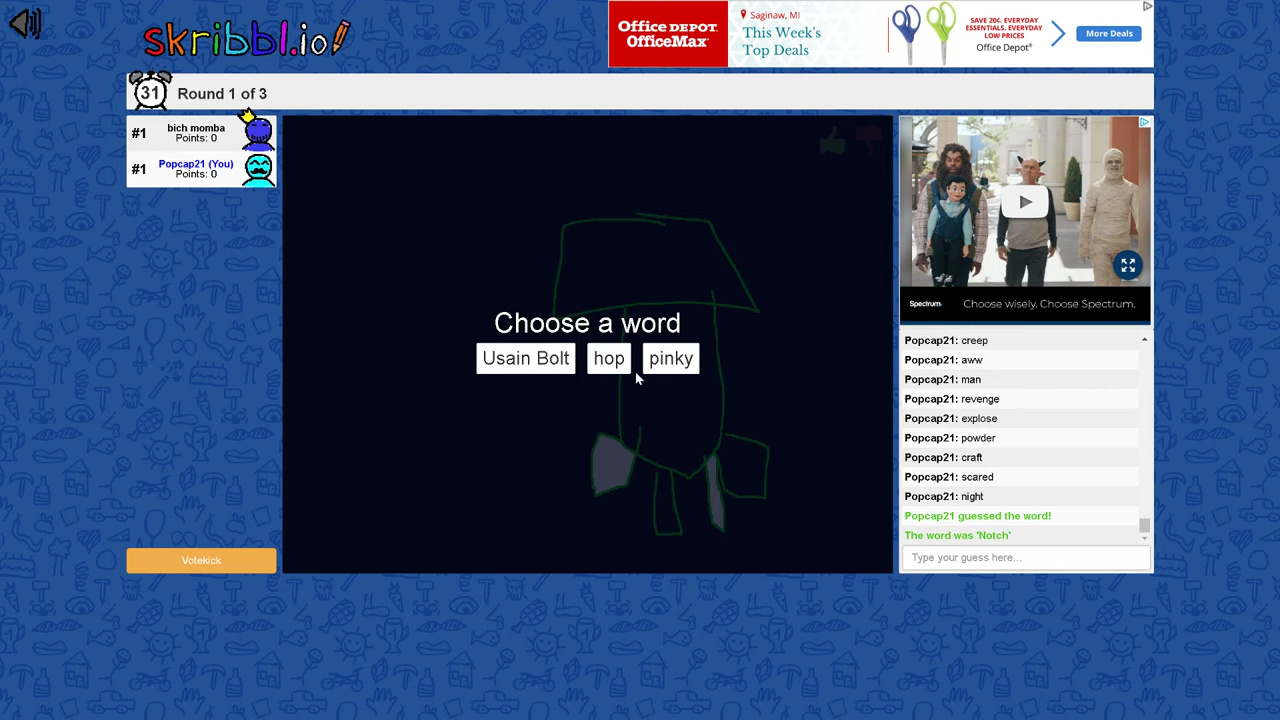 skribbl.io
OFFICE DEPOT
OfficeMax®
Saginaw, MI
This Week's
Top Deals
SAVE 20¢. EVERYDAY
ESSENTIALS. EVERYDAY
LOW PRICES
Office Depot®
More Deals
31
Round 1 of 3
#1
bich momba
Points: 0
#1
Popcap21 (You)
Points: 0
Choose a word
Usain Bolt
hop
pinky
Votekick
Spectrum
Choose wisely. Choose Spectrum.
Popcap21: creep
Popcap21: aww
Popcap21: man
Popcap21: revenge
Popcap21: explose
Popcap21: powder
Popcap21: craft
Popcap21: scared
Popcap21: night
Popcap21 guessed the word!
The word was 'Notch'
Type your guess here...